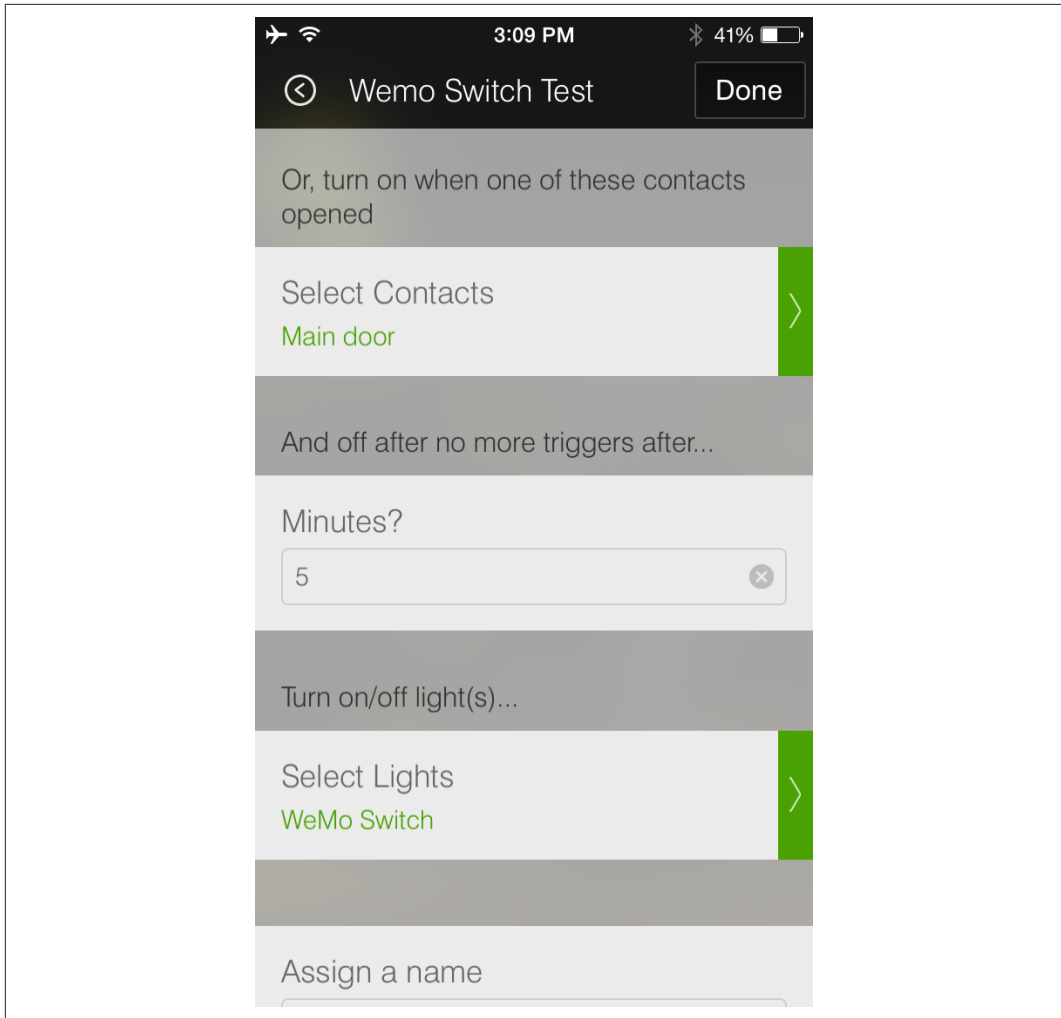 3:09 PM 41%
Wemo Switch Test Done
Or, turn on when one of these contacts
opened
Select Contacts
Main door
And off after no more triggers after...
Minutes?
5
Turn on/off light(s)...
Select Lights
WeMo Switch
Assign a name